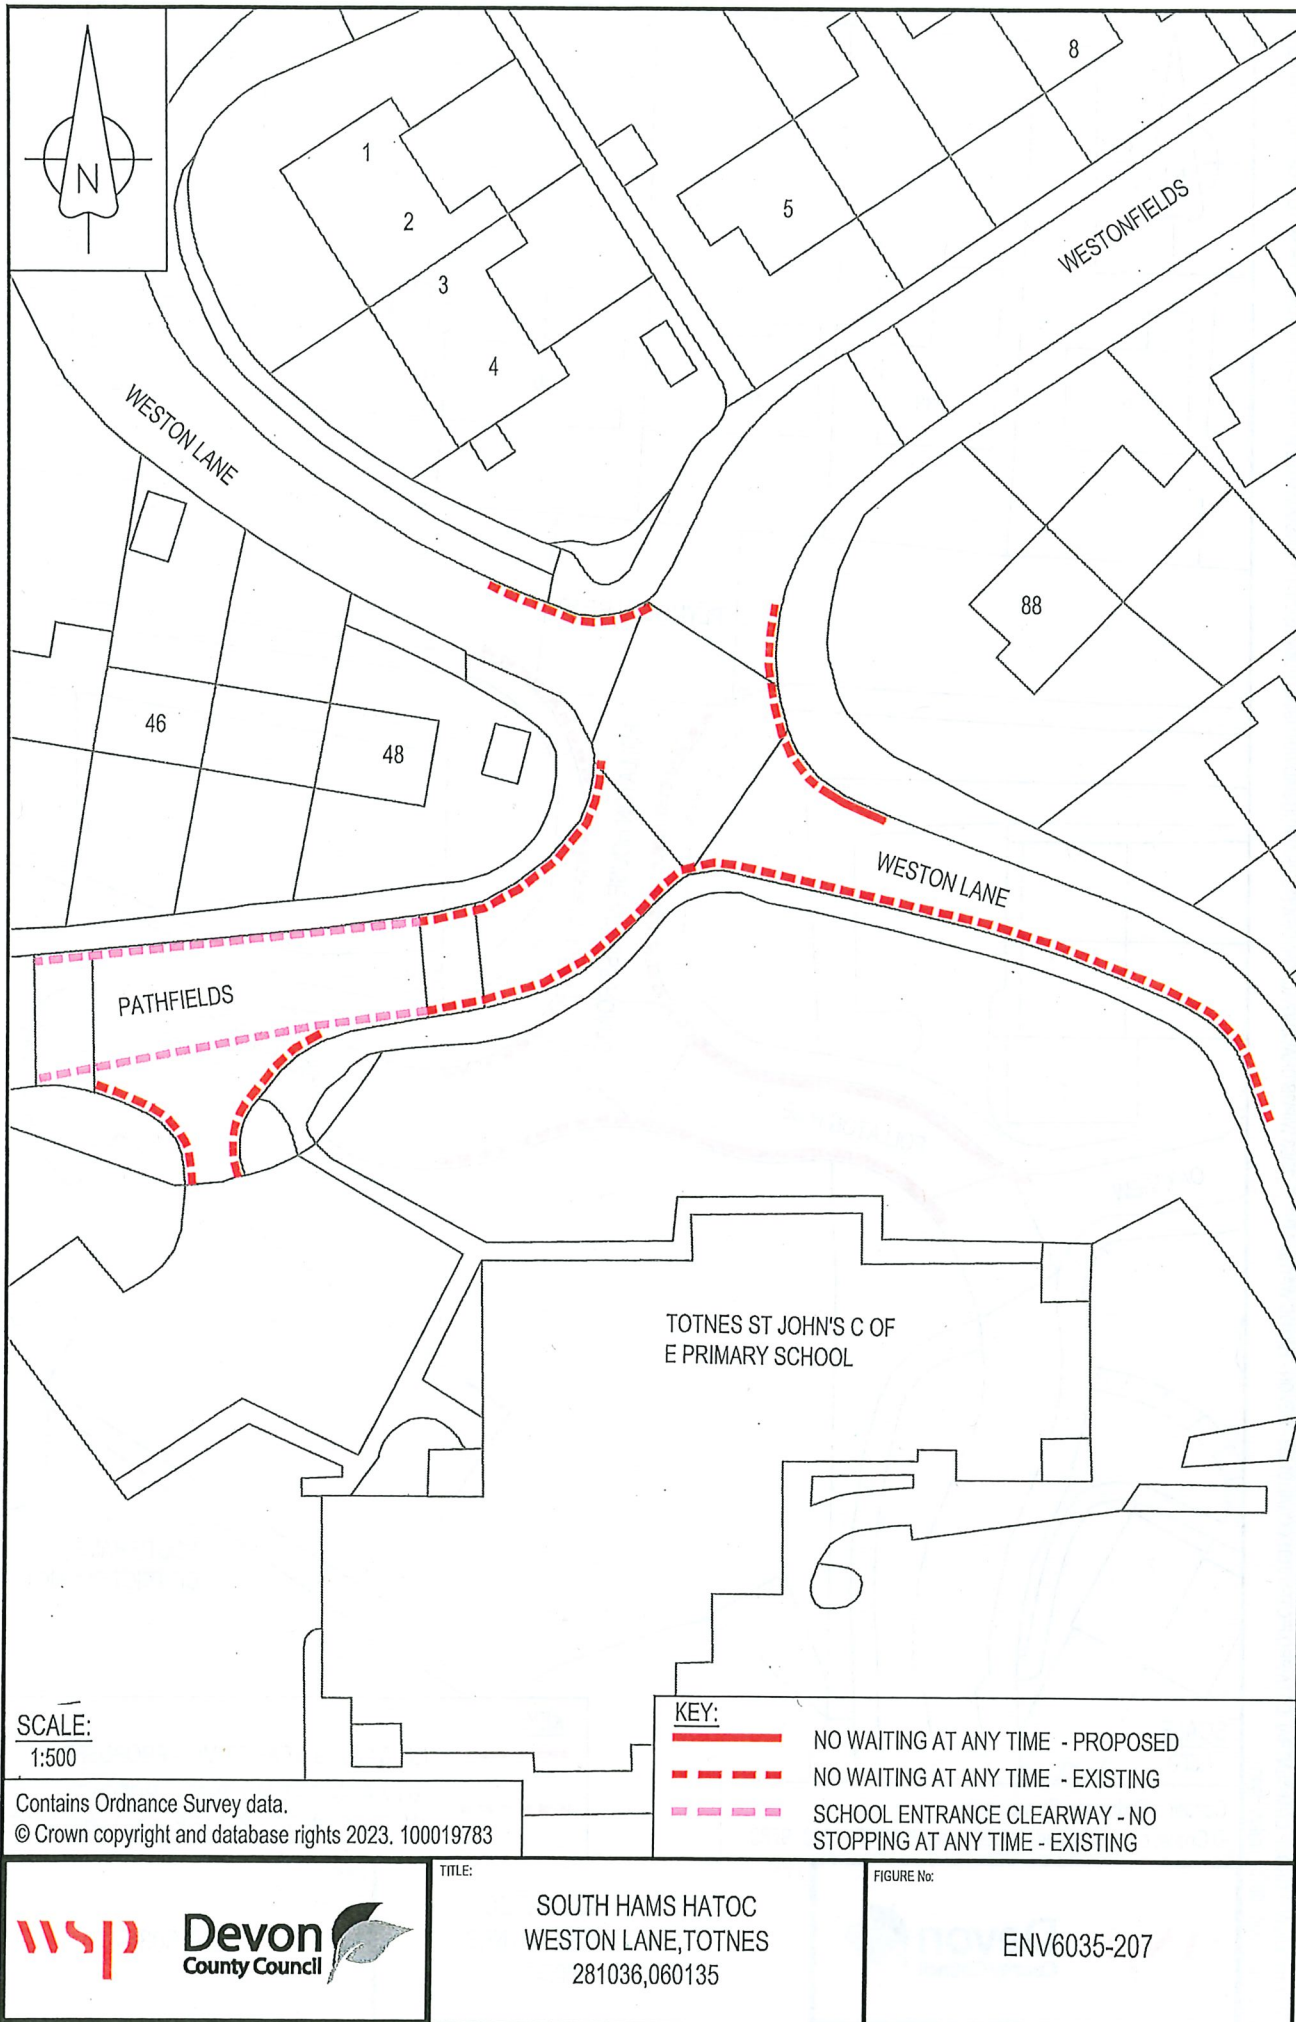 N
1
2
3
4
5
8
WESTONFIELDS
WESTON LANE
88
46
48
WESTON LANE
PATHFIELDS
TOTNES ST JOHN'S C OF
E PRIMARY SCHOOL
SCALE:
1:500
KEY:
NO WAITING AT ANY TIME - PROPOSED
NO WAITING AT ANY TIME - EXISTING
SCHOOL ENTRANCE CLEARWAY - NO
STOPPING AT ANY TIME - EXISTING
Contains Ordnance Survey data.
© Crown copyright and database rights 2023. 100019783
wsp
Devon
County Council
TITLE:
SOUTH HAMS HATOC
WESTON LANE,TOTNES
281036,060135
FIGURE No:
ENV6035-207